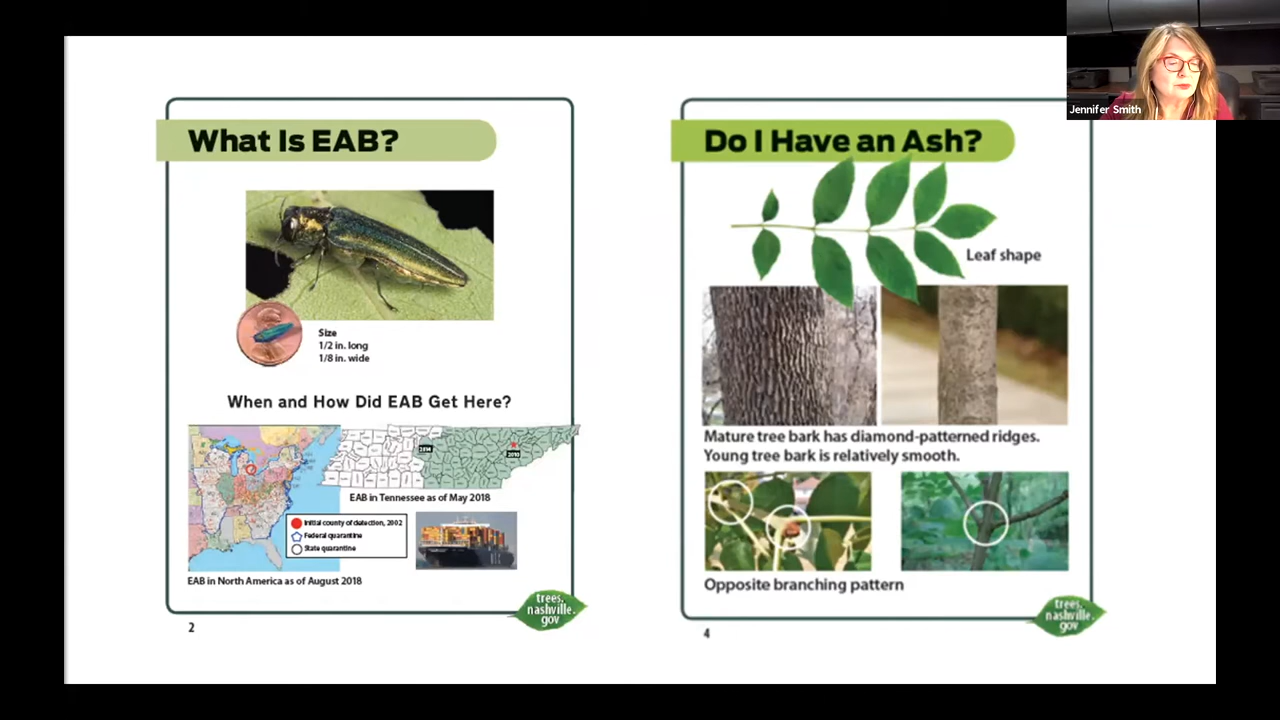 Jennifer Smith
What Is EAB?
Size
1/2 in. long
1/8 in. wide
When and How Did EAB Get Here?
2014
2010
EAB in Tennessee as of May 2018
Initial county of detection, 2002
Federal quarantine
State quarantine
EAB in North America as of August 2018
trees.
nashville.
gov
2
Do I Have an Ash?
Leaf shape
Mature tree bark has diamond-patterned ridges.
Young tree bark is relatively smooth.
Opposite branching pattern
trees.
nashville.
gov
4